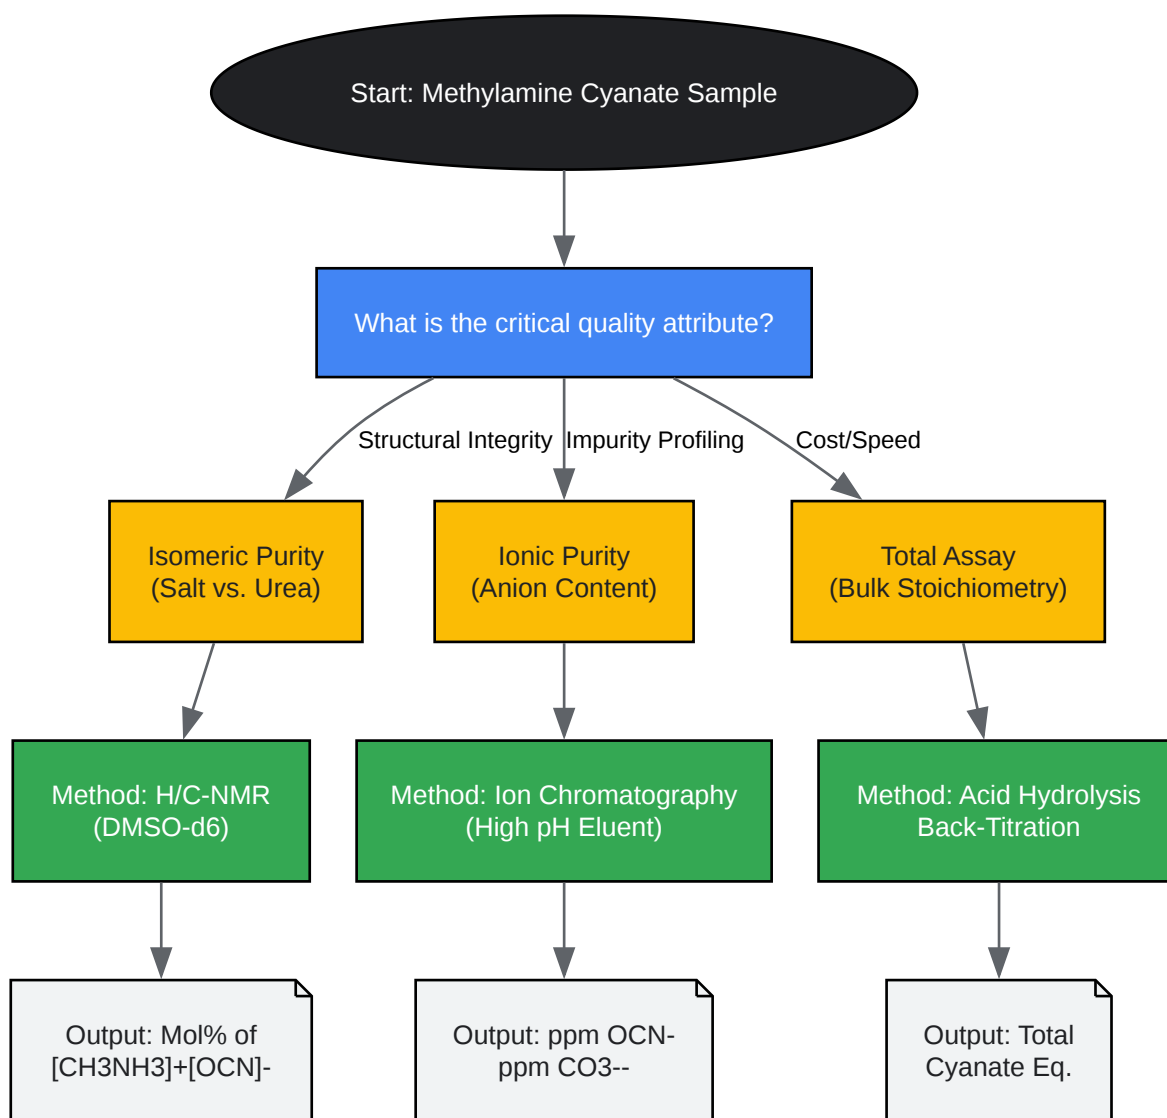 Start: Methylamine Cyanate Sample
What is the critical quality attribute?
Structural Integrity
Impurity Profiling
Cost/Speed
Isomeric Purity
(Salt vs. Urea)
Ionic Purity
(Anion Content)
Total Assay
(Bulk Stoichiometry)
Method: H/C-NMR
(DMSO-d6)
Method: Ion Chromatography
(High pH Eluent)
Method: Acid Hydrolysis
Back-Titration
Output: Mol% of
[CH3NH3]+[OCN]-
Output: ppm OCN-
ppm CO3--
Output: Total
Cyanate Eq.